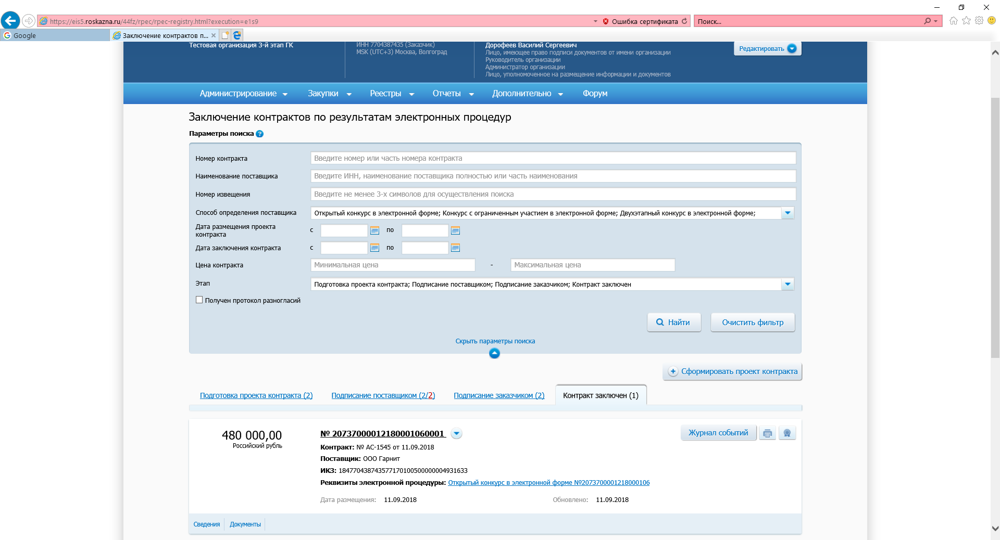 https://eis5.roskazna.ru/44fz/rpec/rpec-registry.html?execution=e1s9
Ошибка сертификата
Поиск...
Google
Заключение контрактов п...
Тестовая организация 3-й этап ГК
ИНН 7704387435 (Заказчик)
MSK (UTC+3) Москва, Волгоград
Дорофеев Василий Сергеевич
Лицо, имеющее право подписи документов от имени организации
Руководитель организации
Администратор организации
Лицо, уполномоченное на размещение информации и документов
Редактировать
Администрирование Закупки Реестры Отчеты Дополнительно Форум
Заключение контрактов по результатам электронных процедур
Параметры поиска ?
Номер контракта Введите номер или часть номера контракта
Наименование поставщика Введите ИНН, наименование поставщика полностью или часть наименования
Номер извещения Введите не менее 3-х символов для осуществления поиска
Способ определения поставщика Открытый конкурс в электронной форме; Конкурс с ограниченным участием в электронной форме; Двухэтапный конкурс в электронной форме;
Дата размещения проекта
контракта
с по
Дата заключения контракта с по
Цена контракта Минимальная цена - Максимальная цена
Этап Подготовка проекта контракта; Подписание поставщиком; Подписание заказчиком; Контракт заключен
Получен протокол разногласий
Найти Очистить фильтр
Скрыть параметры поиска
Сформировать проект контракта
Подготовка проекта контракта (2) Подписание поставщиком (2/2) Подписание заказчиком (2) Контракт заключен (1)
480 000,00
Российский рубль
№ 20737000012180001060001
Журнал событий
Контракт: № АС-1545 от 11.09.2018
Поставщик: ООО Гарнит
ИКЗ: 184770438743577170100500000004931633
Реквизиты электронной процедуры: Открытый конкурс в электронной форме №2073700001218000106
Дата размещения: 11.09.2018 Обновлено: 11.09.2018
Сведения Документы